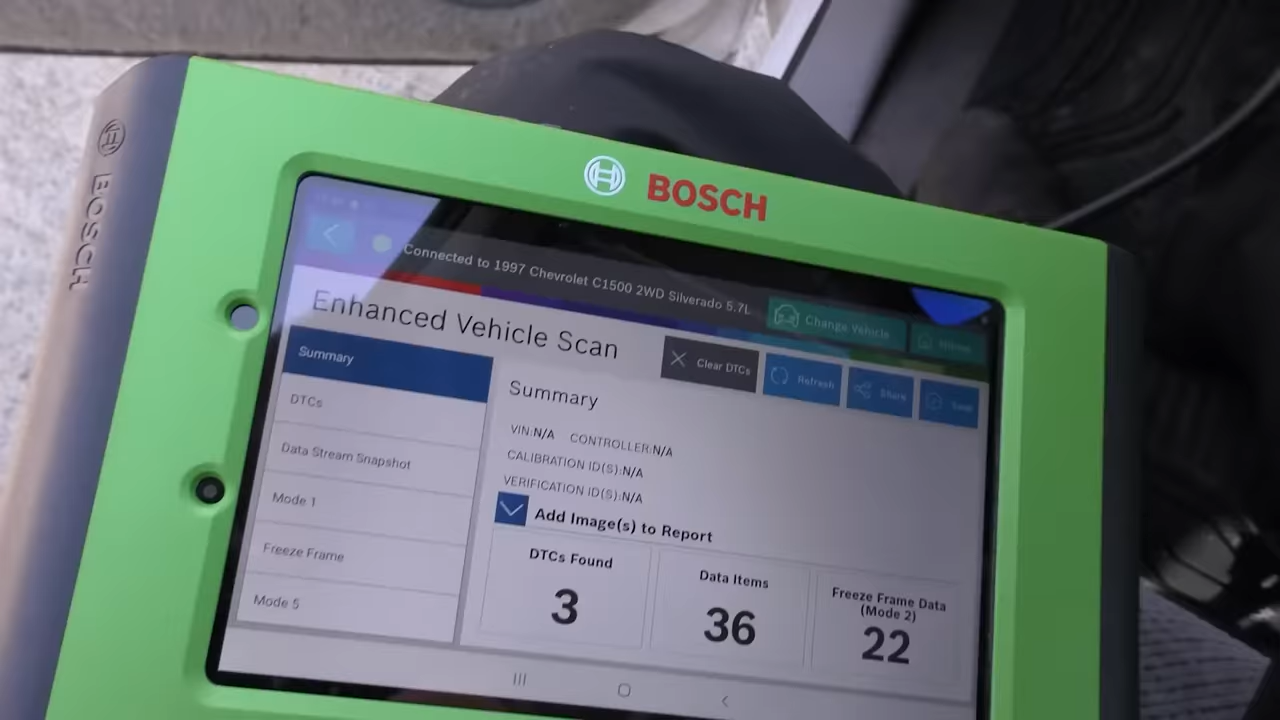 BOSCH
BOSCH
Connected to 1997 Chevrolet C1500 2WD Silverado 5.7L
Change Vehicle
Home
Enhanced Vehicle Scan
Clear DTCs
Refresh
Share
Save
Summary
DTCs
Data Stream Snapshot
Mode 1
Freeze Frame
Mode 5
Summary
VIN:N/A CONTROLLER:N/A
CALIBRATION ID(S):N/A
VERIFICATION ID(S):N/A
Add Image(s) to Report
DTCs Found
3
Data Items
36
Freeze Frame Data
(Mode 2)
22